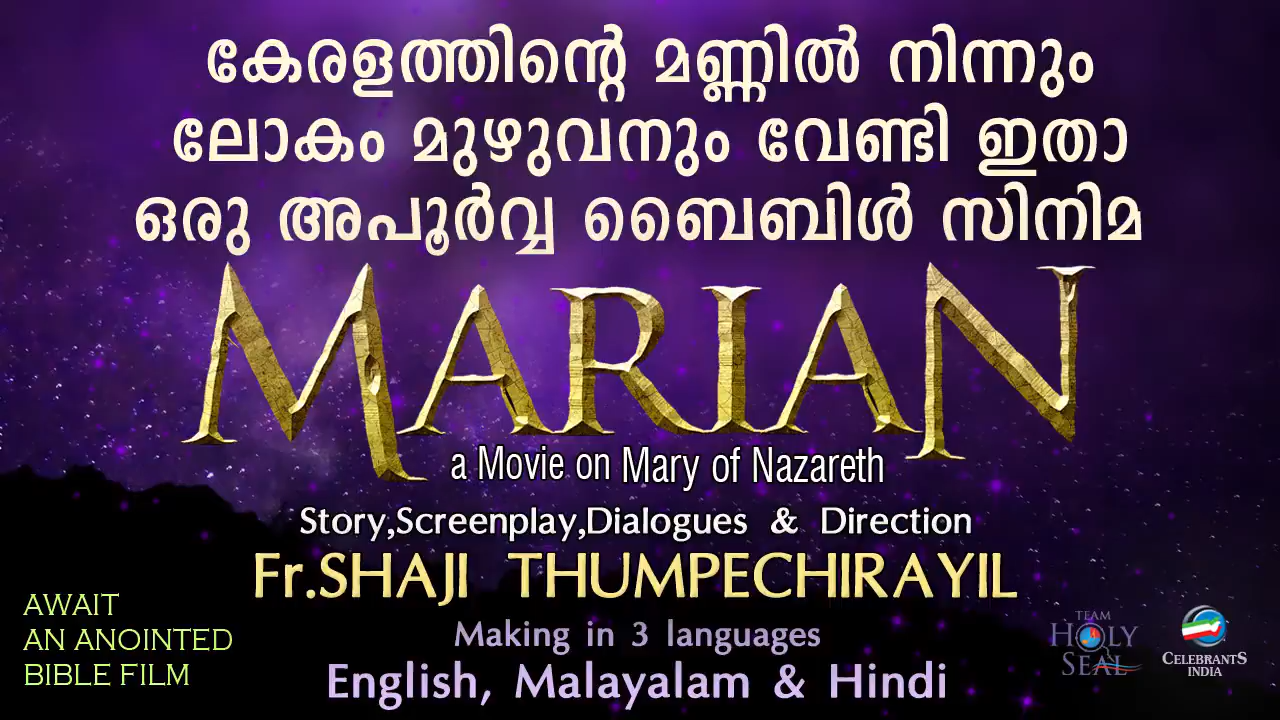 കേരളത്തിന്റെ മണ്ണിൽ നിന്നും
ലോകം മുഴുവനും വേണ്ടി ഇതാ
ഒരു അപൂർവ്വ ബൈബിൾ സിനിമ
MARIAN
a Movie on Mary of Nazareth
Story,Screenplay,Dialogues & Direction
Fr.SHAJI THUMPECHIRAYIL
Making in 3 languages
English, Malayalam & Hindi
AWAIT
AN ANOINTED
BIBLE FILM
TEAM
HOLY
SEAL
CELEBRANTS
INDIA